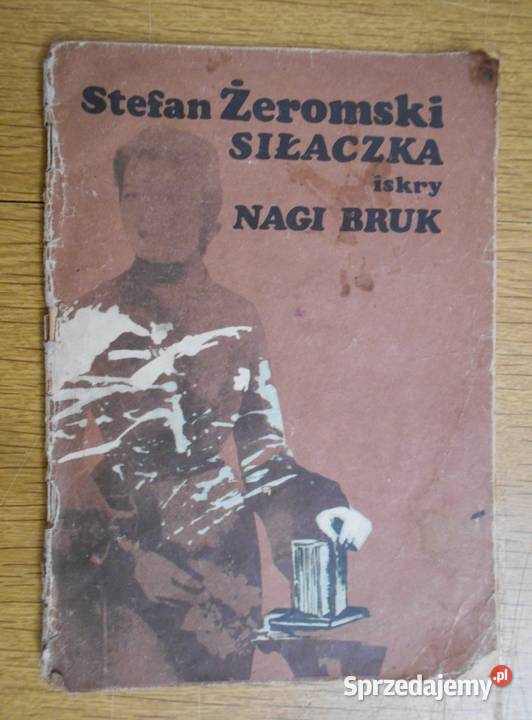 Stefan Żeromski
SIŁACZKA
iskry
NAGI BRUK
Sprzedajemy.pl